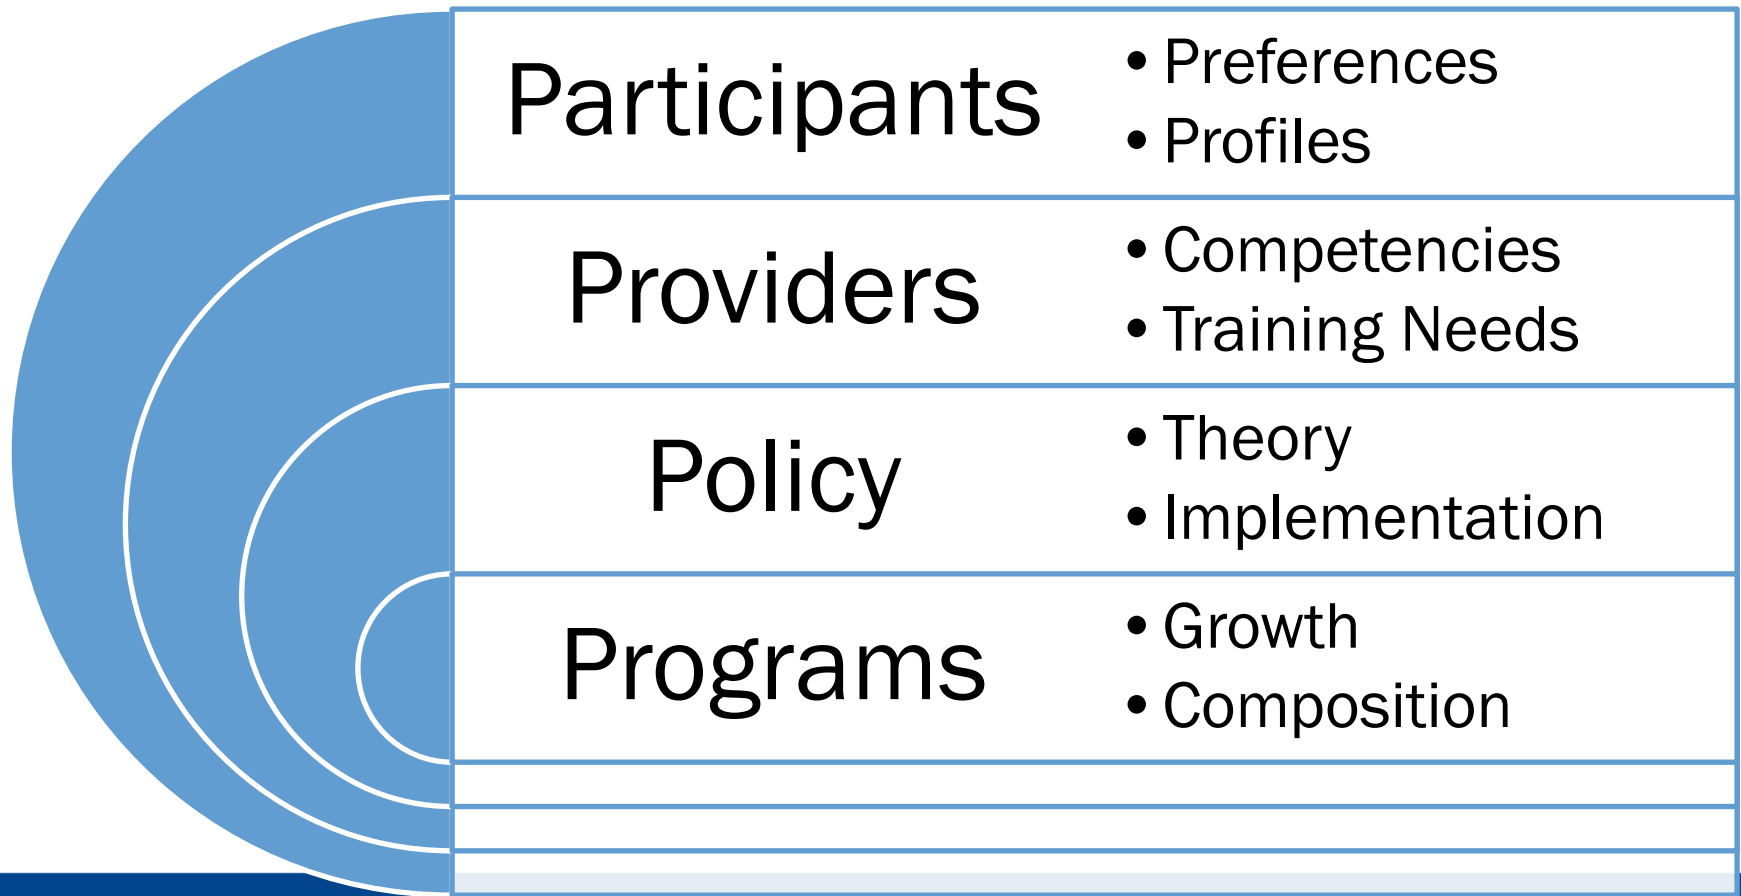 Participants
• Preferences
• Profiles
Providers
• Competencies
• Training Needs
Policy
• Theory
• Implementation
Programs
• Growth
• Composition